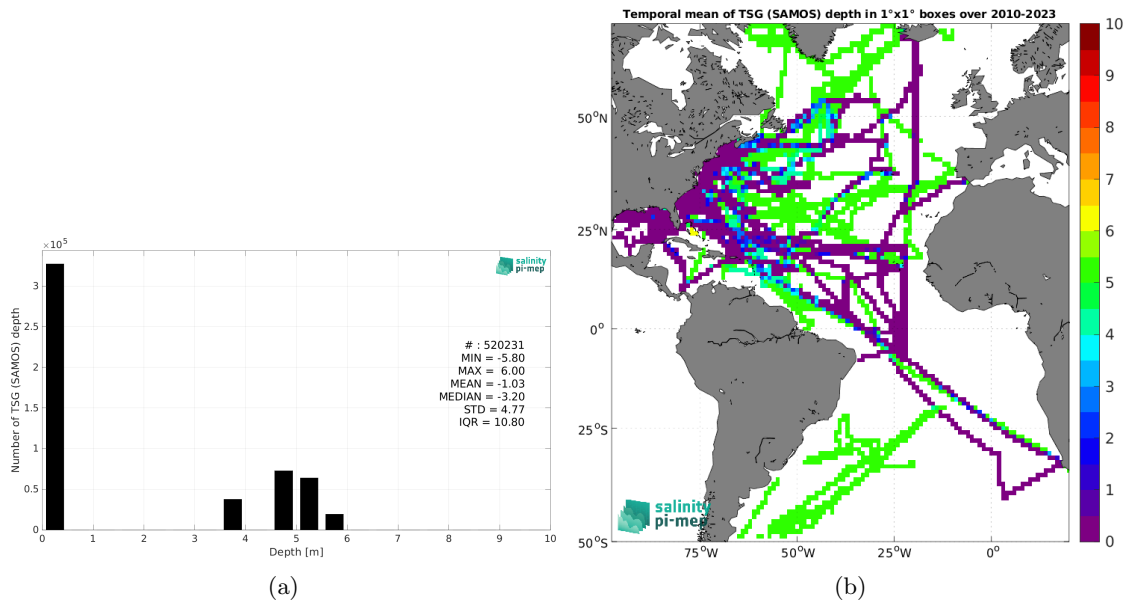 Temporal mean of TSG (SAMOS) depth in 1°x1° boxes over 2010-2023
×10⁵
3
2.5
2
1.5
1
0.5
0
Number of TSG (SAMOS) depth
0 1 2 3 4 5 6 7 8 9 10
Depth [m]
salinity
pi-mep
# : 520231
MIN = -5.80
MAX = 6.00
MEAN = -1.03
MEDIAN = -3.20
STD = 4.77
IQR = 10.80
(a)
50°N
25°N
0°
25°S
50°S
75°W 50°W 25°W 0°
salinity
pi-mep
10
9
8
7
6
5
4
3
2
1
0
(b)